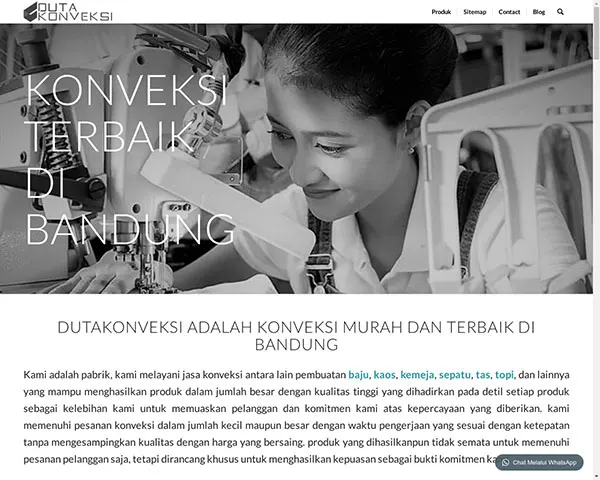 DUTA
KONVEKSI
Produk
Sitemap
Contact
Blog
KONVEKSI
TERBAIK
DI
BANDUNG
DUTAKONVEKSI ADALAH KONVEKSI MURAH DAN TERBAIK DI
BANDUNG
Kami adalah pabrik, kami melayani jasa konveksi antara lain pembuatan baju, kaos, kemeja, sepatu, tas, topi, dan lainnya
yang mampu menghasilkan produk dalam jumlah besar dengan kualitas tinggi yang dihadirkan pada detil setiap produk
sebagai kelebihan kami untuk memuaskan pelanggan dan komitmen kami atas kepercayaan yang diberikan. kami
memenuhi pesanan konveksi dalam jumlah kecil maupun besar dengan waktu pengerjaan yang sesuai dengan ketepatan
tanpa mengesampingkan kualitas dengan harga yang bersaing. produk yang dihasilkanpun tidak semata untuk memenuhi
pesanan pelanggan saja, tetapi dirancang khusus untuk menghasilkan kepuasan sebagai bukti komitmen
Chat Melalui WhatsApp